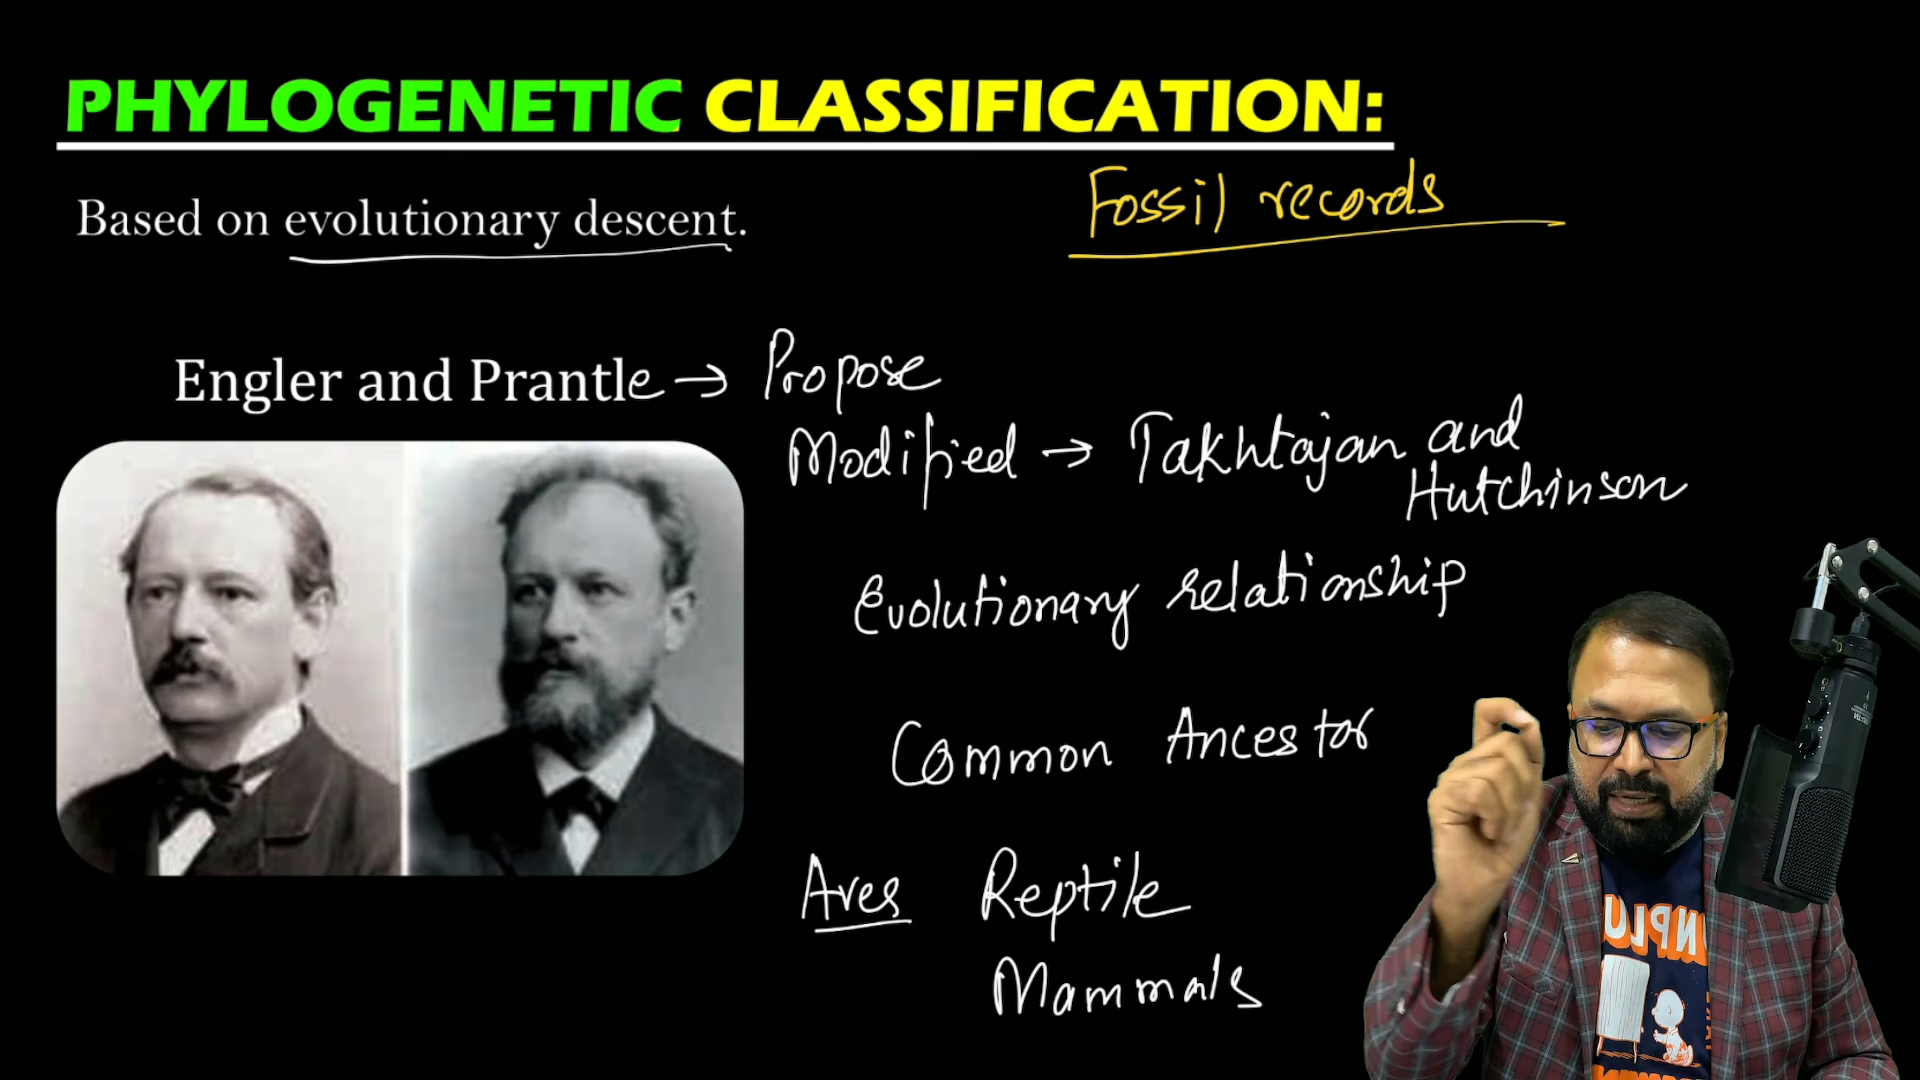 PHYLOGENETIC CLASSIFICATION:
Fossil records
Based on evolutionary descent.
Engler and Prantle → Propose
Modified → Takhtajan and
Hutchinson
Evolutionary relationship
Common Ancestor
Aves Reptile
Mammals